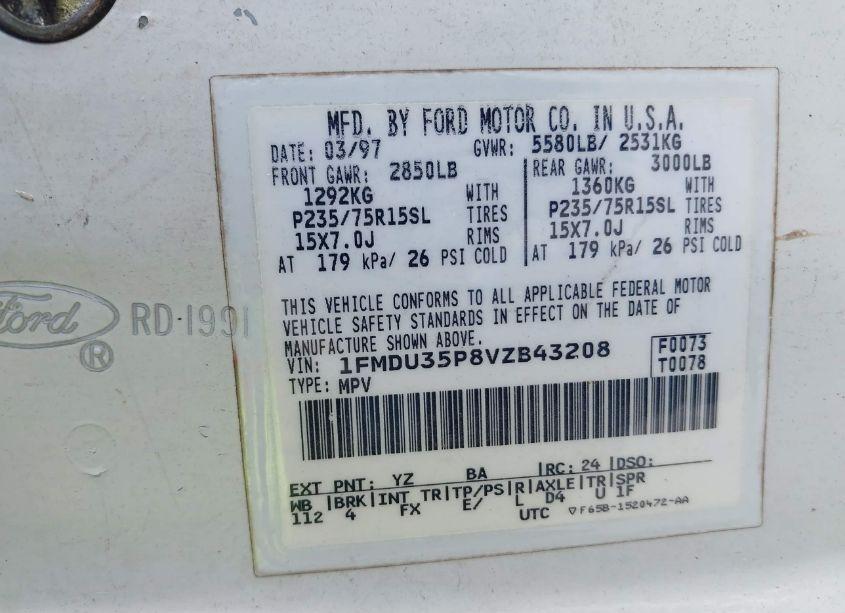 MFD. BY FORD MOTOR CO. IN U.S.A.
DATE: 03/97 GVWR: 5580LB/ 2531KG
FRONT GAWR: 2850LB REAR GAWR: 3000LB
1292KG WITH 1360KG WITH
P235/75R15SL TIRES P235/75R15SL TIRES
15X7.0J RIMS 15X7.0J RIMS
AT 179 kPa/ 26 PSI COLD AT 179 kPa/ 26 PSI COLD
THIS VEHICLE CONFORMS TO ALL APPLICABLE FEDERAL MOTOR
VEHICLE SAFETY STANDARDS IN EFFECT ON THE DATE OF
MANUFACTURE SHOWN ABOVE.
VIN: 1FMDU35P8VZB43208 F0073
TYPE: MPV T0078
Ford ® RD-1991
EXT PNT: YZ BA RC: 24 DSO:
WB BRK INT TR TP/PS R AXLE TR SPR
112 4 FX E/ L D4 U 1F
UTC ▽F65B-1520472-AA